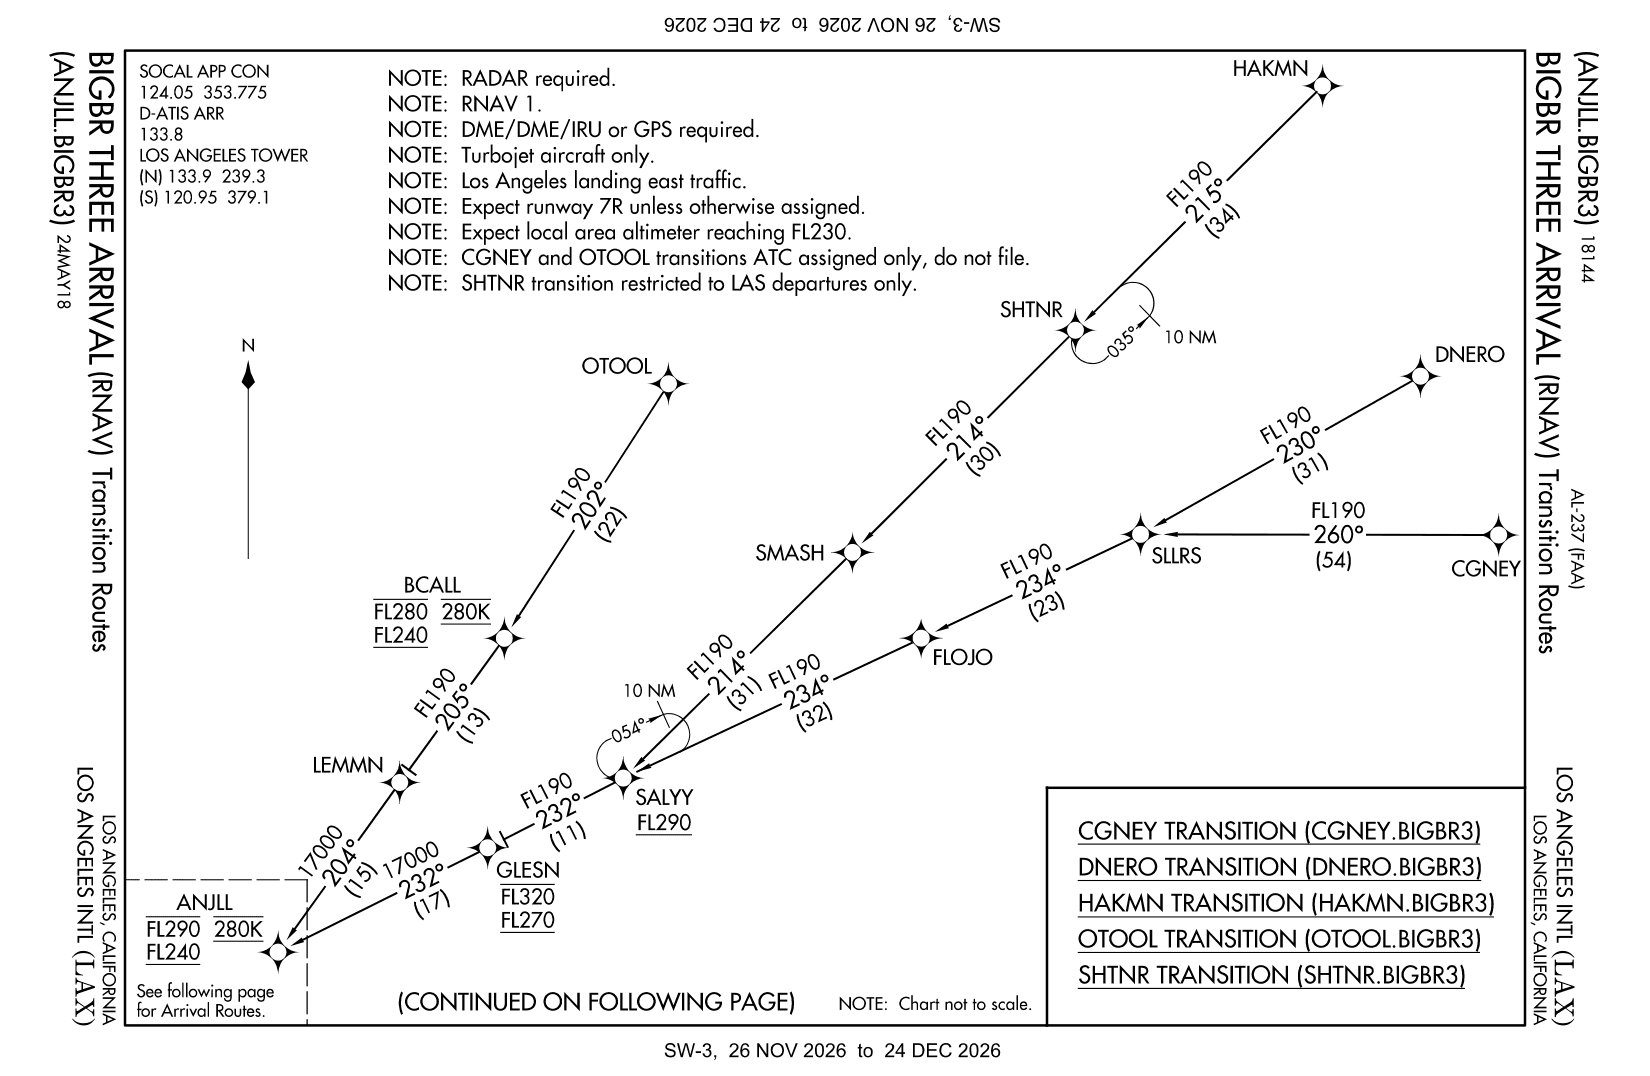 SW-3, 26 NOV 2026 to 24 DEC 2026
(ANJLL.BIGBR3) 24MAY18
BIGBR THREE ARRIVAL (RNAV) Transition Routes
LOS ANGELES INTL (LAX)
LOS ANGELES, CALIFORNIA
SOCAL APP CON
124.05 353.775
D-ATIS ARR
133.8
LOS ANGELES TOWER
(N) 133.9 239.3
(S) 120.95 379.1
NOTE: RADAR required.
NOTE: RNAV 1.
NOTE: DME/DME/IRU or GPS required.
NOTE: Turbojet aircraft only.
NOTE: Los Angeles landing east traffic.
NOTE: Expect runway 7R unless otherwise assigned.
NOTE: Expect local area altimeter reaching FL230.
NOTE: CGNEY and OTOOL transitions ATC assigned only, do not file.
NOTE: SHTNR transition restricted to LAS departures only.
HAKMN
FL190
215°
(34)
SHTNR
035°
10 NM
N
OTOOL
DNERO
FL190
214°
(30)
FL190
230°
(31)
FL190
202°
(22)
FL190
260°
(54)
SMASH
SLLRS
CGNEY
FL190
234°
(23)
BCALL
FL280 280K
FL240
FLOJO
FL190
214°
(31)
FL190
234°
(32)
FL190
205°
(13)
10 NM
054°
LEMMN
SALYY
FL290
FL190
232°
(11)
17000
204°
(15)
17000
232°
(17)
GLESN
FL320
FL270
ANJLL
FL290 280K
FL240
See following page
for Arrival Routes.
(CONTINUED ON FOLLOWING PAGE)
NOTE: Chart not to scale.
CGNEY TRANSITION (CGNEY.BIGBR3)
DNERO TRANSITION (DNERO.BIGBR3)
HAKMN TRANSITION (HAKMN.BIGBR3)
OTOOL TRANSITION (OTOOL.BIGBR3)
SHTNR TRANSITION (SHTNR.BIGBR3)
(ANJLL.BIGBR3) 18144
BIGBR THREE ARRIVAL (RNAV) Transition Routes
AL-237 (FAA)
LOS ANGELES INTL (LAX)
LOS ANGELES, CALIFORNIA
SW-3, 26 NOV 2026 to 24 DEC 2026